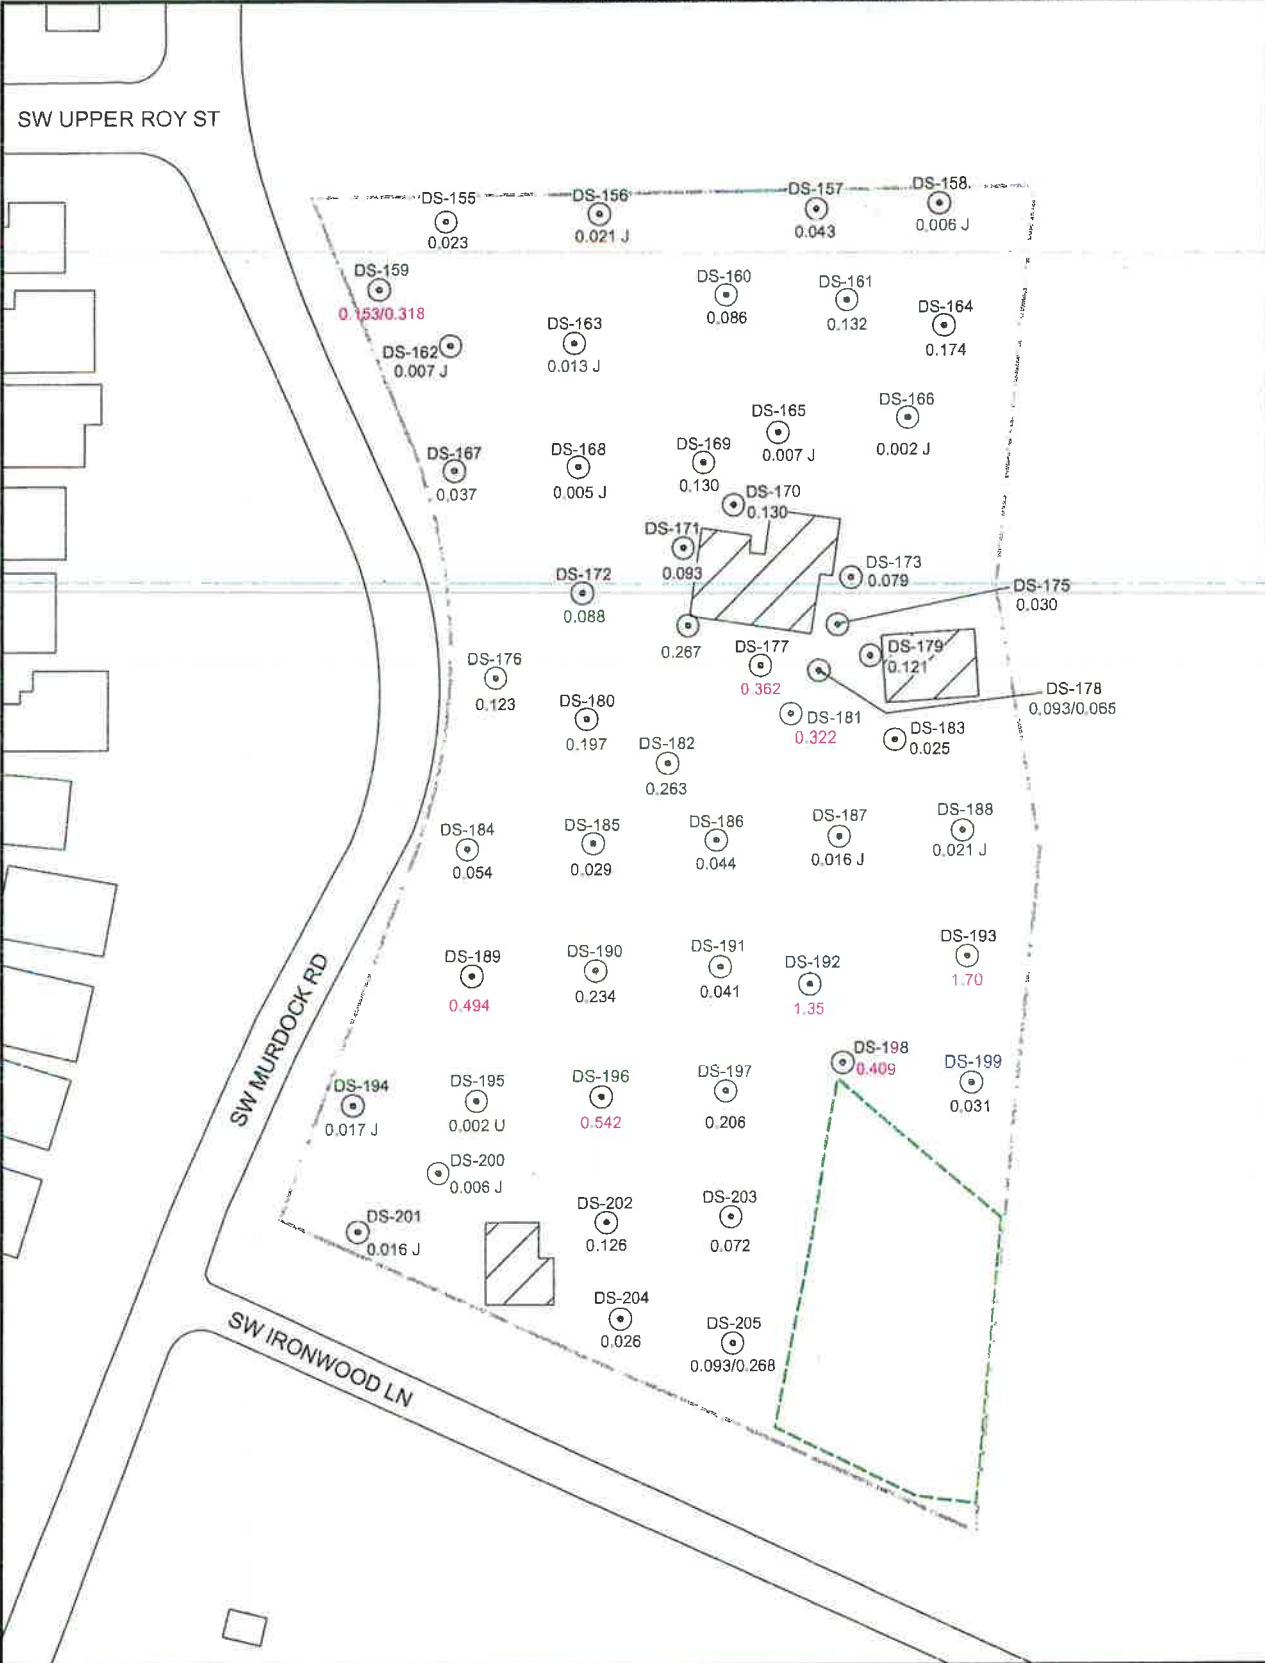 SW UPPER ROY ST
DS-155
0.023
DS-156
0.021 J
DS-157
0.043
DS-158
0.006 J
DS-159
0.153/0.318
DS-160
0.086
DS-161
0.132
DS-162
0.007 J
DS-163
0.013 J
DS-164
0.174
DS-165
0.007 J
DS-166
0.002 J
DS-167
0.037
DS-168
0.005 J
DS-169
0.130
DS-170
0.130
DS-171
0.093
DS-172
0.088
DS-173
0.079
0.267
DS-175
0.030
DS-176
0.123
DS-177
0.362
DS-178
0.093/0.065
DS-179
0.121
DS-180
0.197
DS-181
0.322
DS-182
0.263
DS-183
0.025
DS-184
0.054
DS-185
0.029
DS-186
0.044
DS-187
0.016 J
DS-188
0.021 J
DS-189
0.494
DS-190
0.234
DS-191
0.041
DS-192
1.35
DS-193
1.70
SW MURDOCK RD
DS-194
0.017 J
DS-195
0.002 U
DS-196
0.542
DS-197
0.206
DS-198
0.409
DS-199
0.031
DS-200
0.006 J
DS-201
0.016 J
DS-202
0.126
DS-203
0.072
DS-204
0.026
DS-205
0.093/0.268
SW IRONWOOD LN